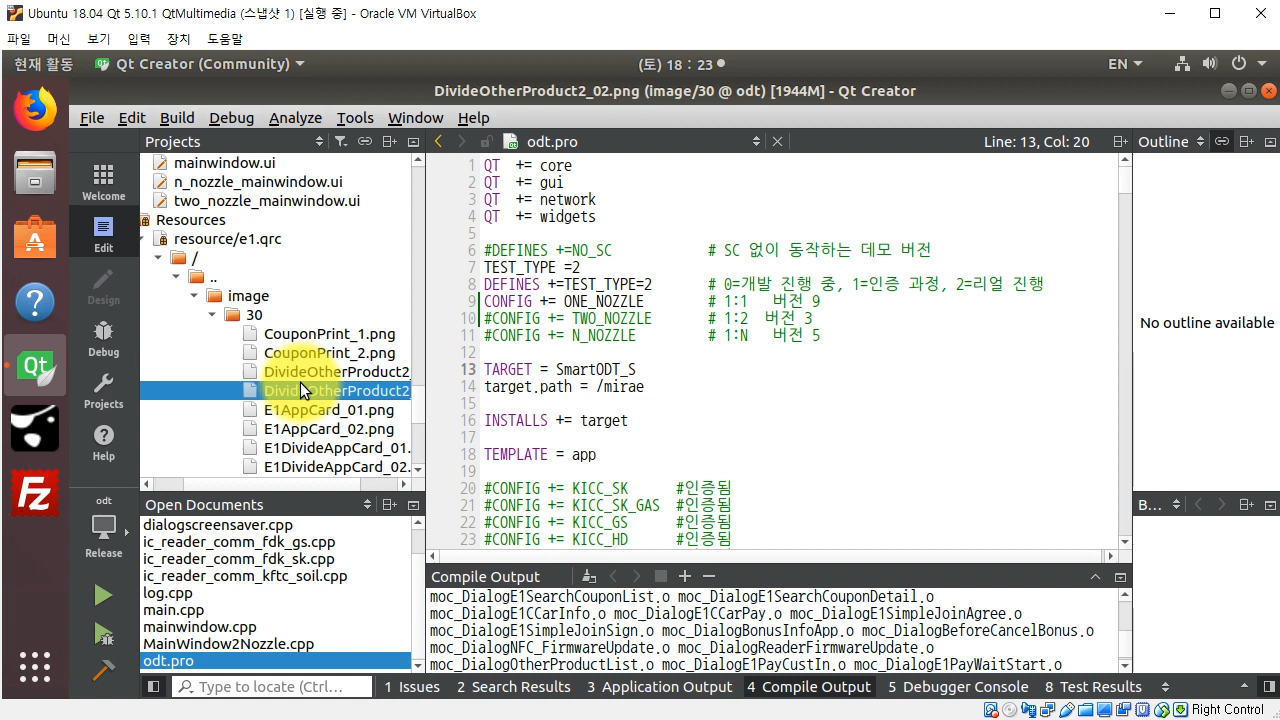 Ubuntu 18.04 Qt 5.10.1 QtMultimedia (스냅샷 1) [실행 중] - Oracle VM VirtualBox
파일 머신 보기 입력 장치 도움말
현재 활동 Qt Creator (Community) (토) 18 : 23 EN
DivideOtherProduct2_02.png (image/30 @ odt) [1944M] - Qt Creator
File Edit Build Debug Analyze Tools Window Help
Projects odt.pro Line: 13, Col: 20 Outline
mainwindow.ui
n_nozzle_mainwindow.ui
two_nozzle_mainwindow.ui
Resources
resource/e1.qrc
/
..
image
30
CouponPrint_1.png
CouponPrint_2.png
DivideOtherProduct2_
DivideOtherProduct2_
E1AppCard_01.png
E1AppCard_02.png
E1DivideAppCard_01.
E1DivideAppCard_02.
Welcome
Edit
Design
Debug
Projects
Help
odt
Release
1 QT += core
2 QT += gui
3 QT += network
4 QT += widgets
5
6 #DEFINES +=NO_SC # SC 없이 동작하는 데모 버전
7 TEST_TYPE =2
8 DEFINES +=TEST_TYPE=2 # 0=개발 진행 중, 1=인증 과정, 2=리얼 진행
9 CONFIG += ONE_NOZZLE # 1:1 버전 9
10 #CONFIG += TWO_NOZZLE # 1:2 버전 3
11 #CONFIG += N_NOZZLE # 1:N 버전 5
12
13 TARGET = SmartODT_S
14 target.path = /mirae
15
16 INSTALLS += target
17
18 TEMPLATE = app
19
20 #CONFIG += KICC_SK #인증됨
21 #CONFIG += KICC_SK_GAS #인증됨
22 #CONFIG += KICC_GS #인증됨
23 #CONFIG += KICC_HD #인증됨
No outline available
Open Documents
dialogscreensaver.cpp
ic_reader_comm_fdk_gs.cpp
ic_reader_comm_fdk_sk.cpp
ic_reader_comm_kftc_soil.cpp
log.cpp
main.cpp
mainwindow.cpp
MainWindow2Nozzle.cpp
odt.pro
B...
Compile Output
moc_DialogE1SearchCouponList.o moc_DialogE1SearchCouponDetail.o
moc_DialogE1CCarInfo.o moc_DialogE1CCarPay.o moc_DialogE1SimpleJoinAgree.o
moc_DialogE1SimpleJoinSign.o moc_DialogBonusInfoApp.o moc_DialogBeforeCancelBonus.o
moc_DialogNFC_FirmwareUpdate.o moc_DialogReaderFirmwareUpdate.o
moc_DialogOtherProductList.o moc_DialogE1PayCustIn.o moc_DialogE1PayWaitStart.o
Type to locate (Ctrl... 1 Issues 2 Search Results 3 Application Output 4 Compile Output 5 Debugger Console 8 Test Results
Right Control